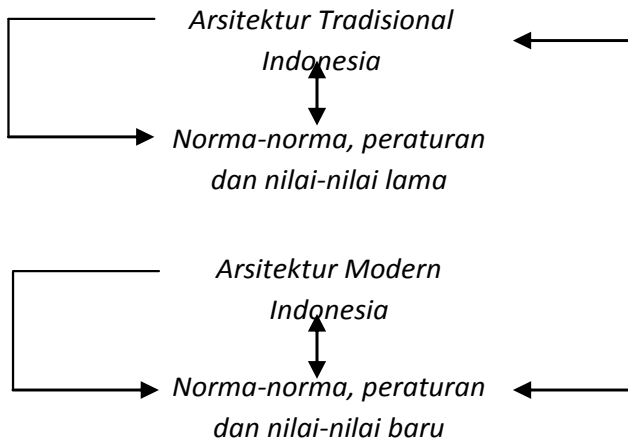 Arsitektur Tradisional
Indonesia
Norma-norma, peraturan
dan nilai-nilai lama
Arsitektur Modern
Indonesia
Norma-norma, peraturan
dan nilai-nilai baru